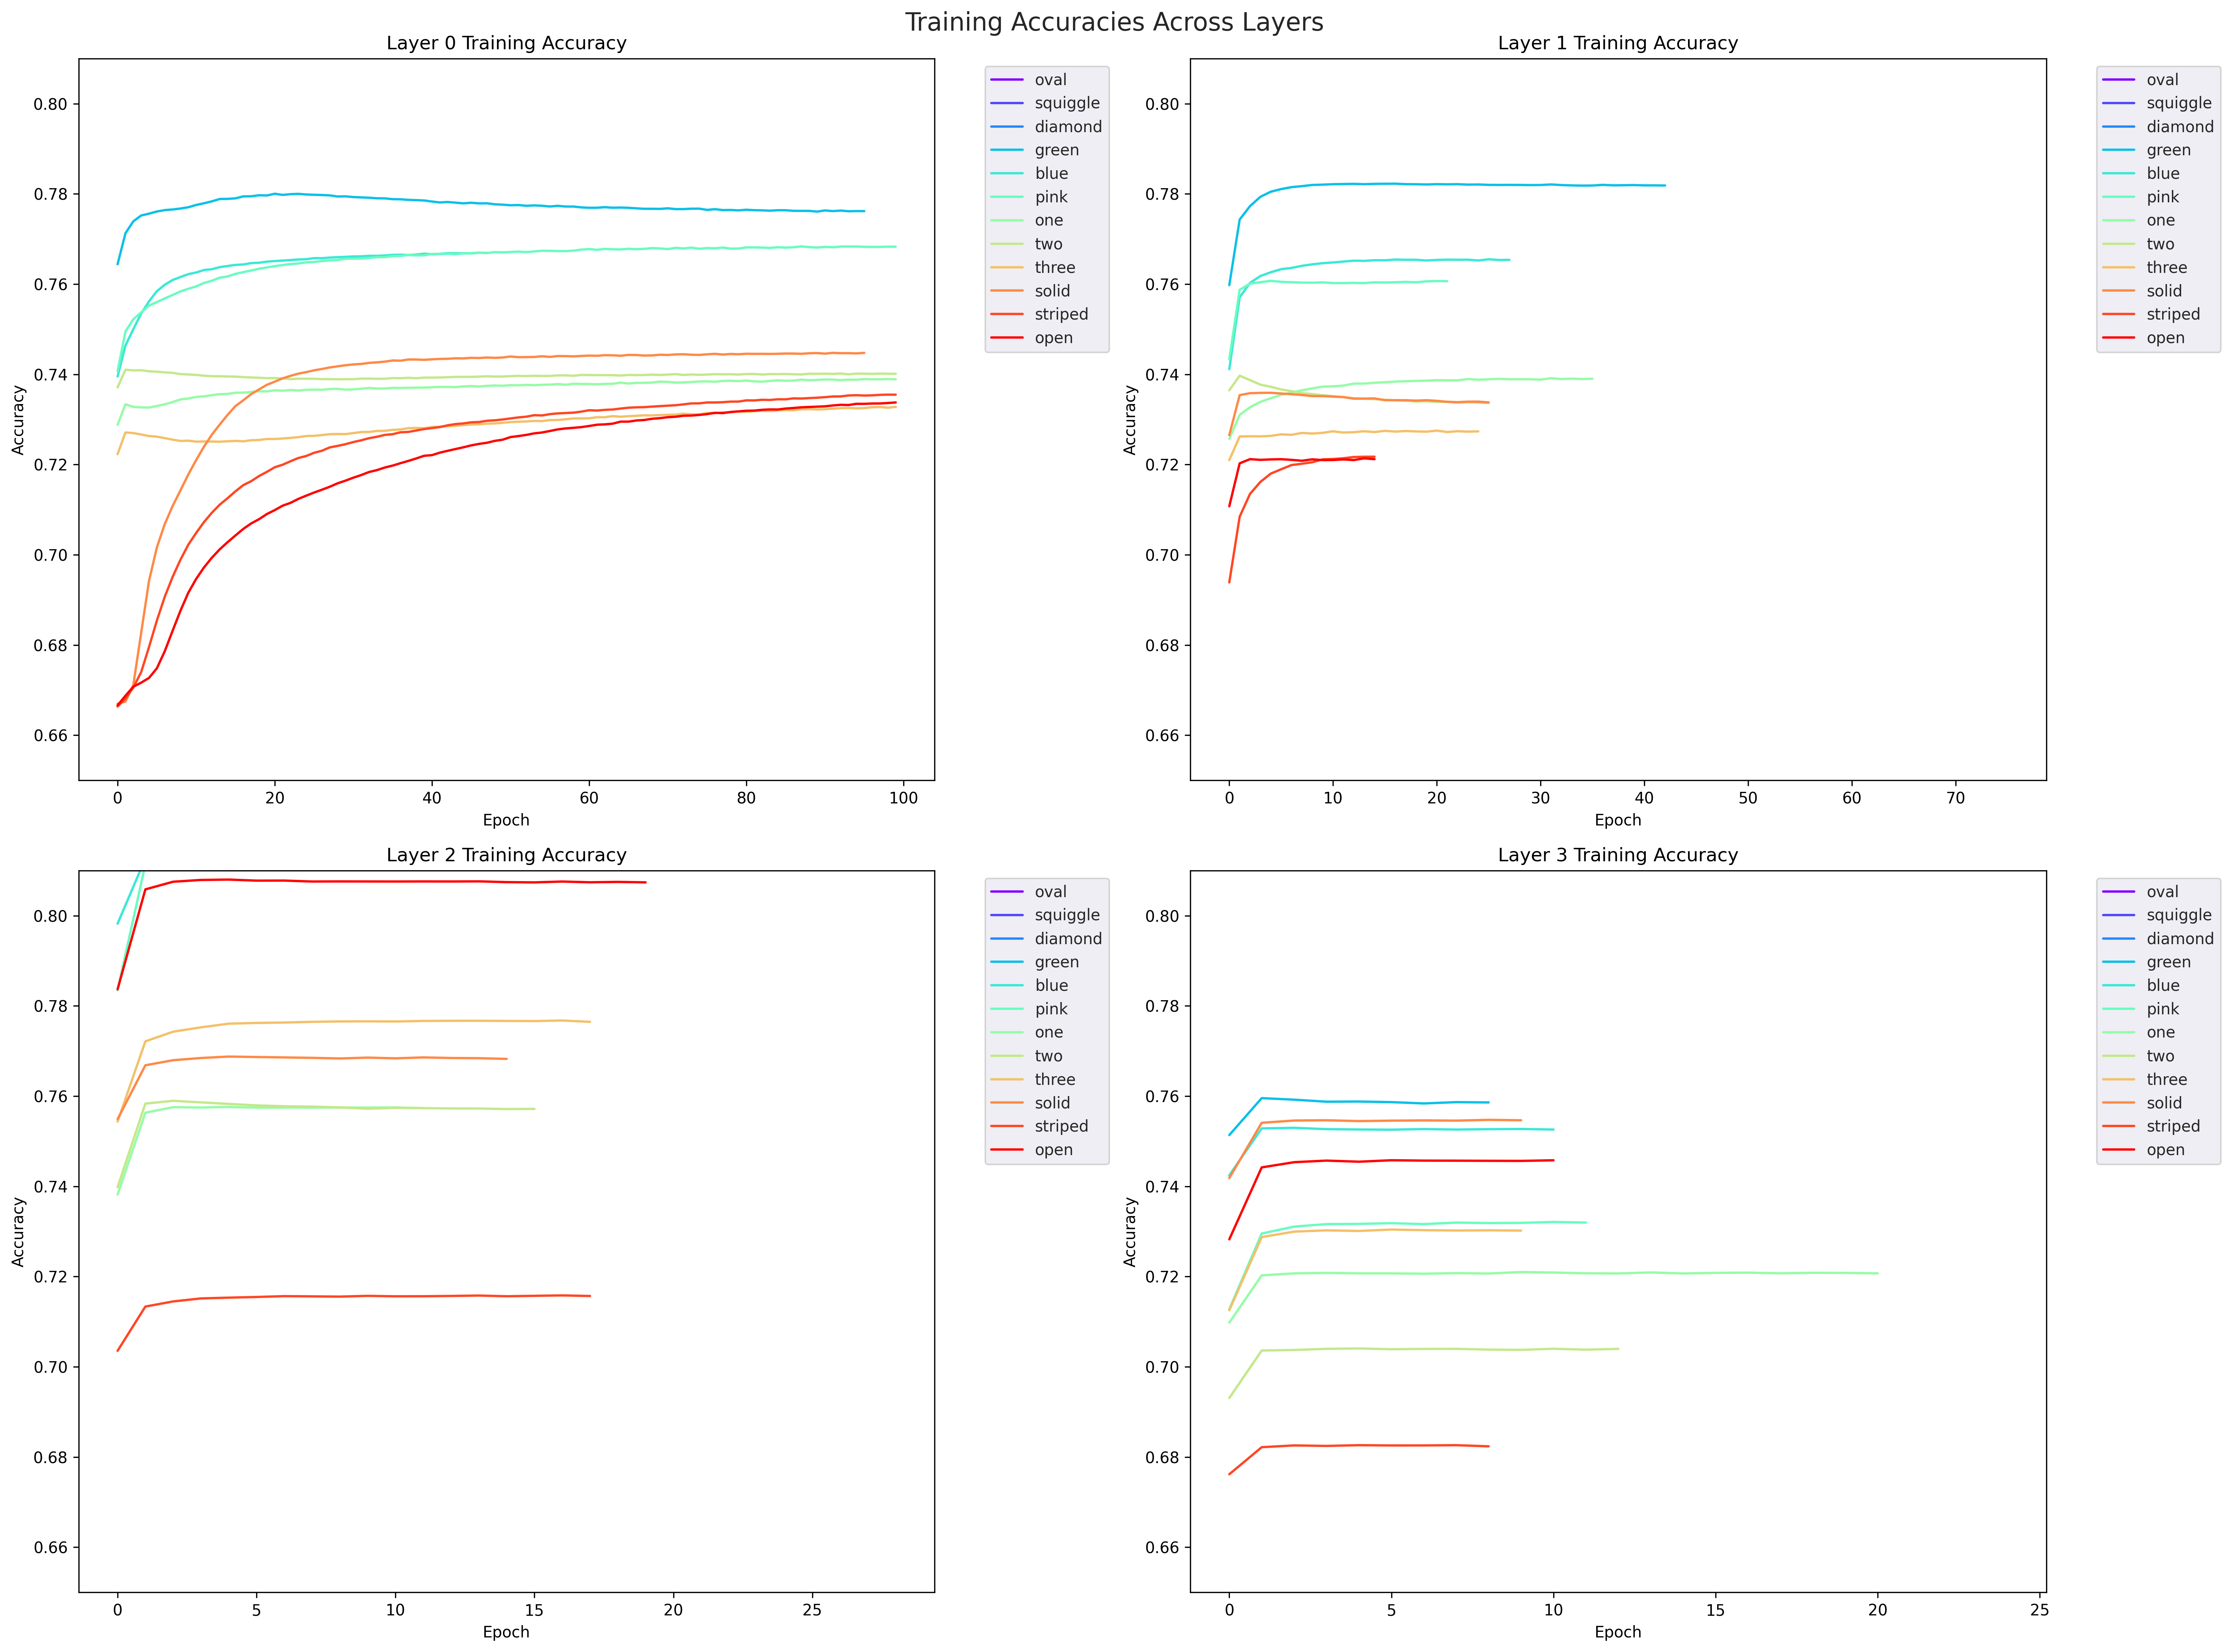 Training Accuracies Across Layers
Layer 0 Training Accuracy
Accuracy
0.80
0.78
0.76
0.74
0.72
0.70
0.68
0.66
0
20
40
60
80
100
Epoch
oval
squiggle
diamond
green
blue
pink
one
two
three
solid
striped
open
Layer 1 Training Accuracy
Accuracy
0.80
0.78
0.76
0.74
0.72
0.70
0.68
0.66
0
10
20
30
40
50
60
70
Epoch
oval
squiggle
diamond
green
blue
pink
one
two
three
solid
striped
open
Layer 2 Training Accuracy
Accuracy
0.80
0.78
0.76
0.74
0.72
0.70
0.68
0.66
0
5
10
15
20
25
Epoch
oval
squiggle
diamond
green
blue
pink
one
two
three
solid
striped
open
Layer 3 Training Accuracy
Accuracy
0.80
0.78
0.76
0.74
0.72
0.70
0.68
0.66
0
5
10
15
20
25
Epoch
oval
squiggle
diamond
green
blue
pink
one
two
three
solid
striped
open